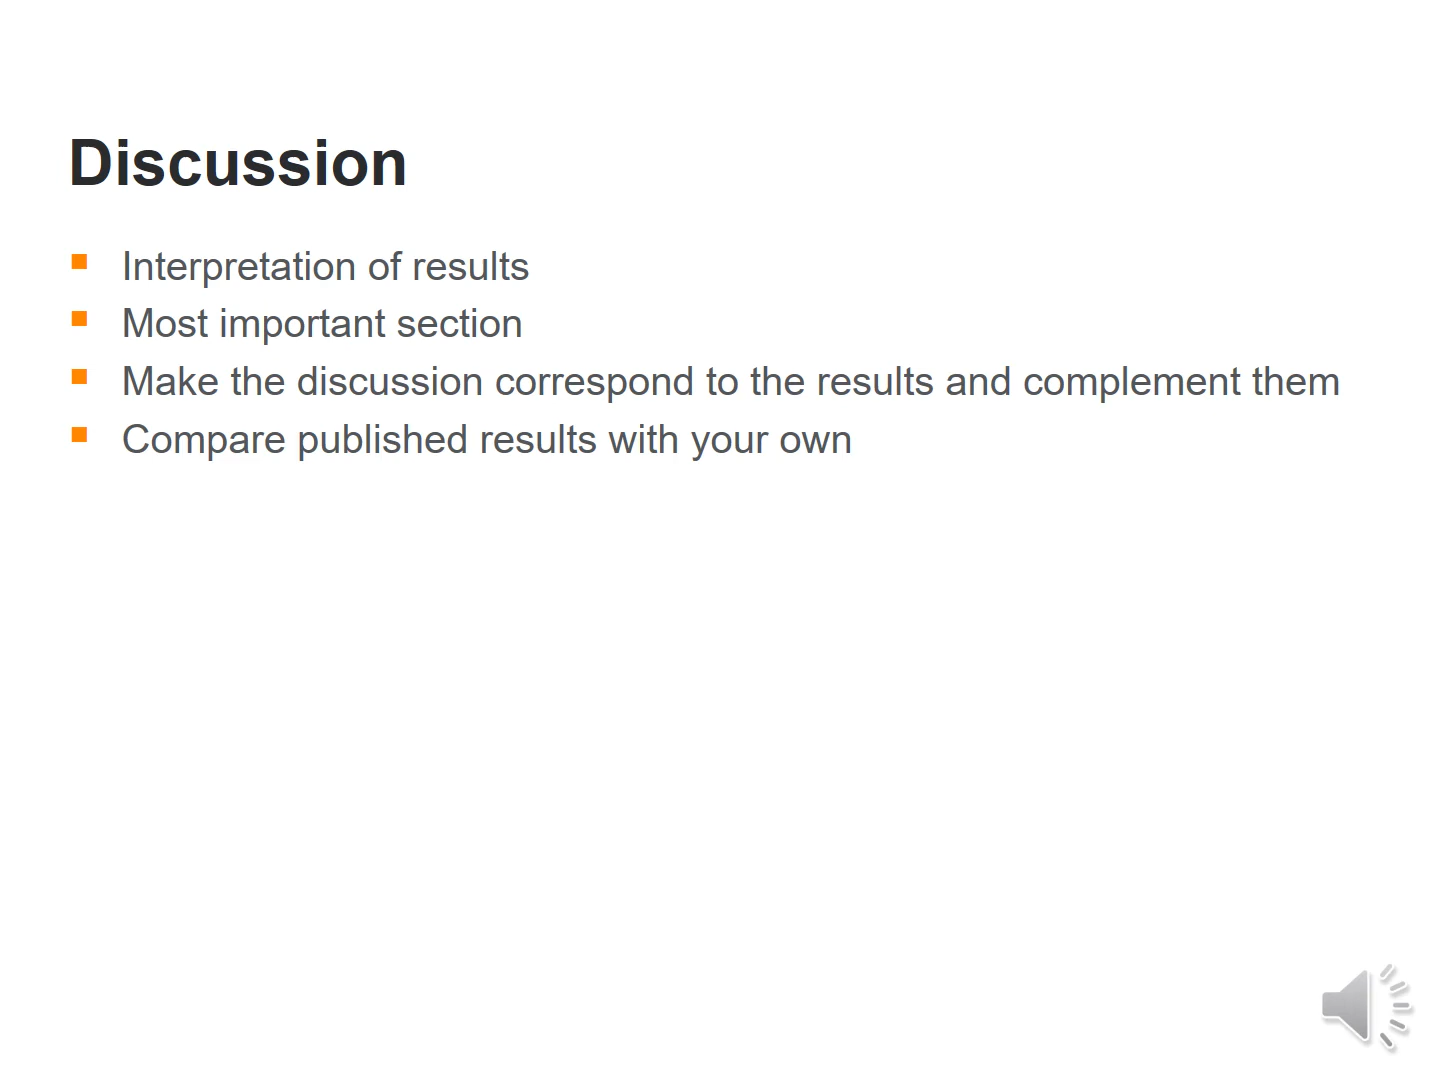 Discussion
Interpretation of results
Most important section
Make the discussion correspond to the results and complement them
Compare published results with your own